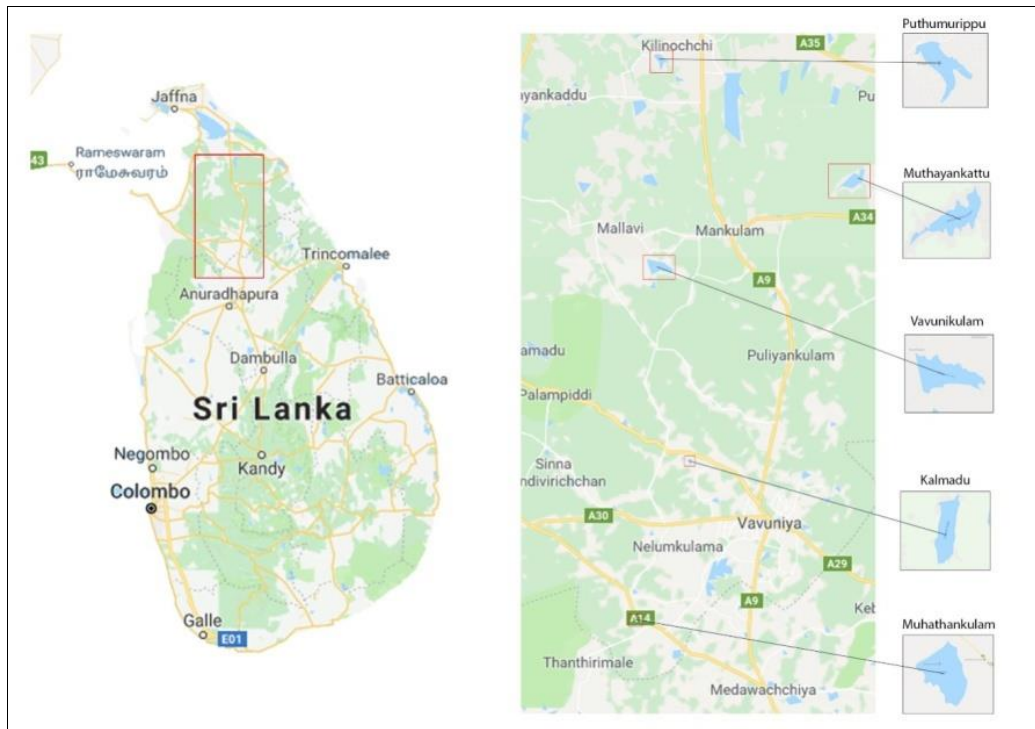 Jaffna
43
Rameswaram
ராமேசுவரம்
Trincomalee
Anuradhapura
Dambulla
Batticaloa
Sri Lanka
Negombo
Kandy
Colombo
Galle
E01
Kilinochchi
A35
ayankaddu
Pu
A34
Mallavi
Mankulam
A9
amadu
Puliyankulam
Palampiddi
Sinna
ndivirichchan
A30
Vavuniya
Nelumkulama
A29
A9
Keb
A14
Thanthirimale
Medawachchiya
Puthumurippu
Muthayankattu
Vavunikulam
Kalmadu
Muhathankulam